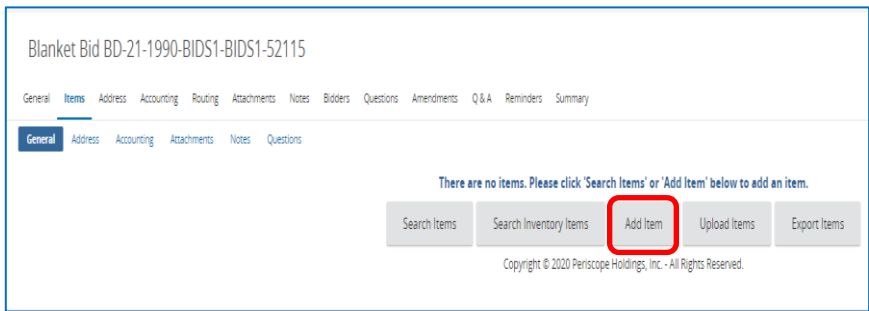 Blanket Bid BD-21-1990-BIDS1-BIDS1-52115
General Items Address Accounting Routing Attachments Notes Bidders Questions Amendments Q & A Reminders Summary
General Address Accounting Attachments Notes Questions
There are no items. Please click 'Search Items' or 'Add Item' below to add an item.
Search Items Search Inventory Items Add Item Upload Items Export Items
Copyright © 2020 Periscope Holdings, Inc. - All Rights Reserved.